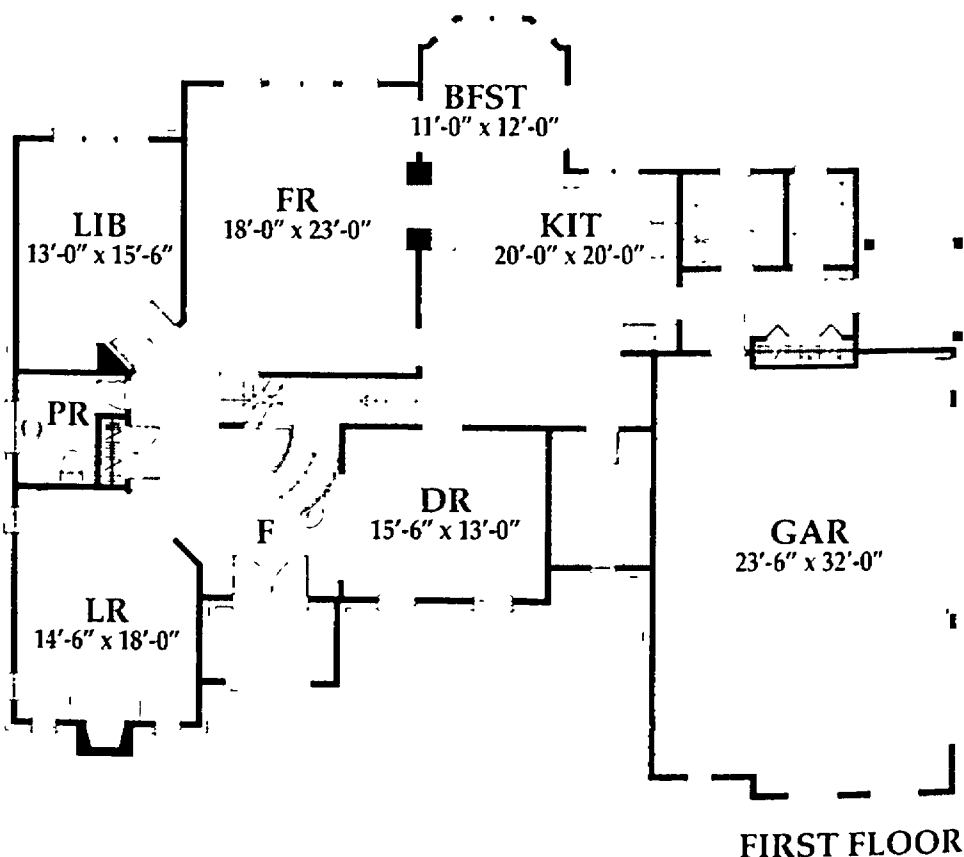 BFST
11'-0" x 12'-0"
FR
18'-0" x 23'-0"
LIB
13'-0" x 15'-6"
KIT
20'-0" x 20'-0"
PR
DR
15'-6" x 13'-0
F
GAR
23'-6" x 32'-0"
LR
14'-6" x 18'-0"
FIRST FLOOR